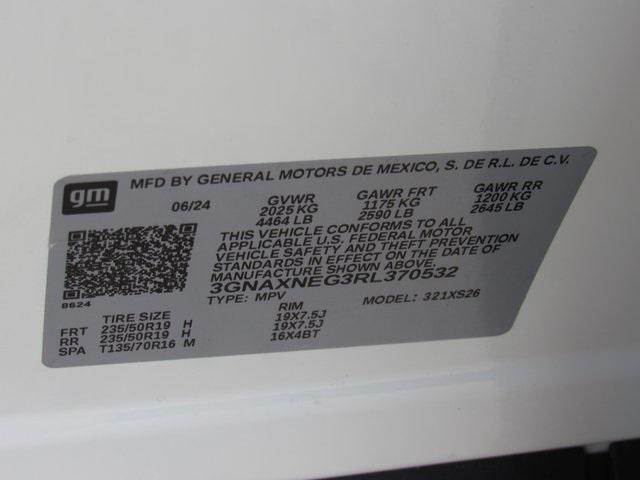 gm
MFD BY GENERAL MOTORS DE MEXICO, S. DE R.L. DE C.V.
06/24 GVWR GAWR FRT GAWR RR
2025 KG 1175 KG 1200 KG
4464 LB 2590 LB 2645 LB
THIS VEHICLE CONFORMS TO ALL
APPLICABLE U.S. FEDERAL MOTOR
VEHICLE SAFETY AND THEFT PREVENTION
STANDARDS IN EFFECT ON THE DATE OF
MANUFACTURE SHOWN ABOVE.
3GNAXNEG3RL370532
8624
TYPE: MPV MODEL: 321XS26
TIRE SIZE RIM
FRT 235/50R19 H 19X7.5J
RR 235/50R19 H 19X7.5J
SPA T135/70R16 M 16X4BT